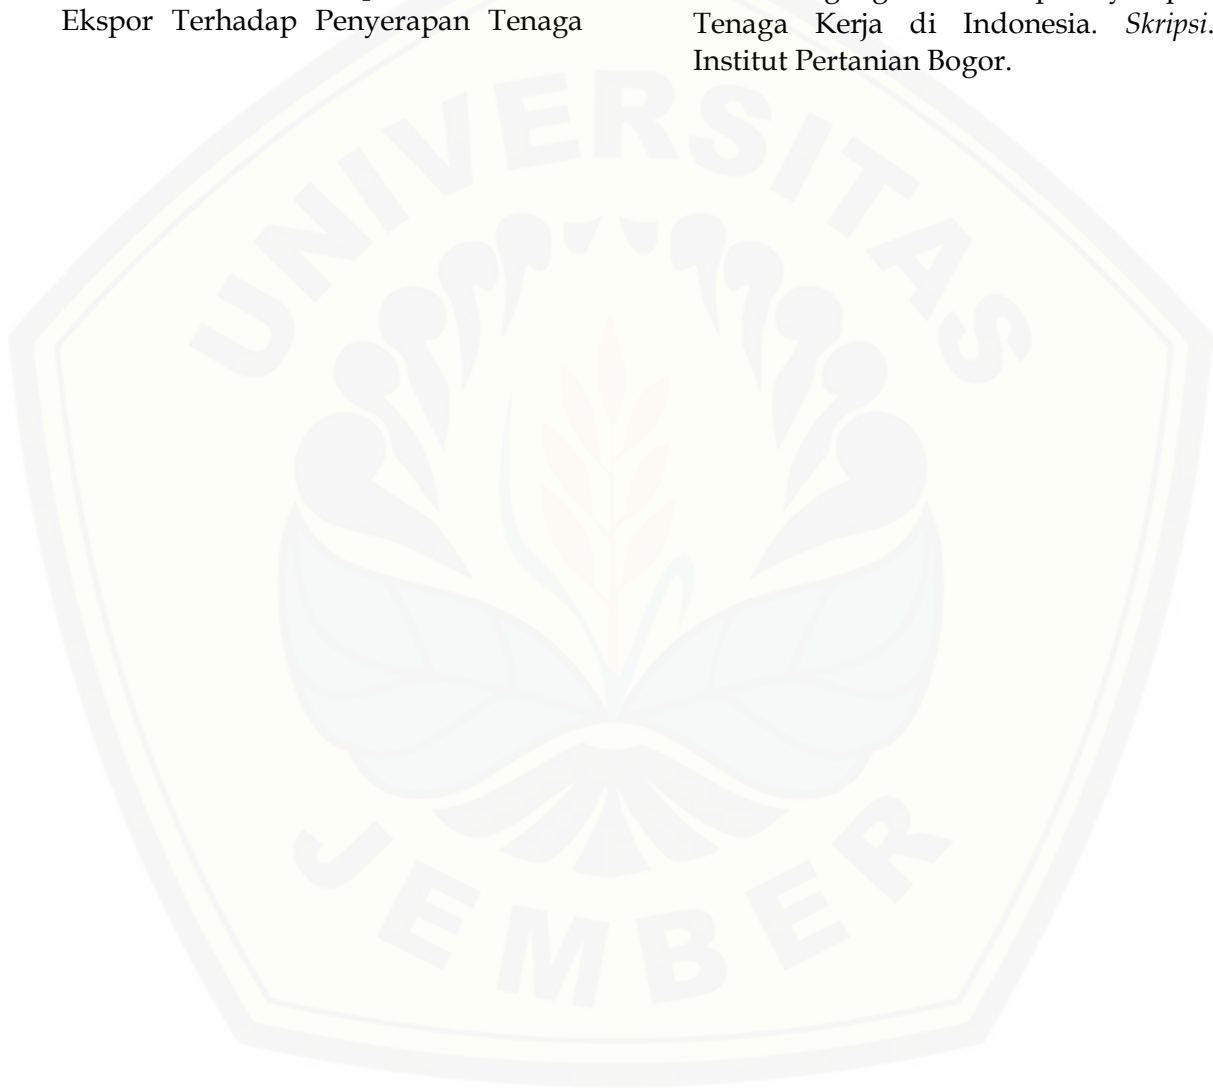 Ekspor Terhadap Penyerapan Tenaga
Tenaga Kerja di Indonesia. Skripsi.
Institut Pertanian Bogor.
UNIVERSITAS
JEMBER